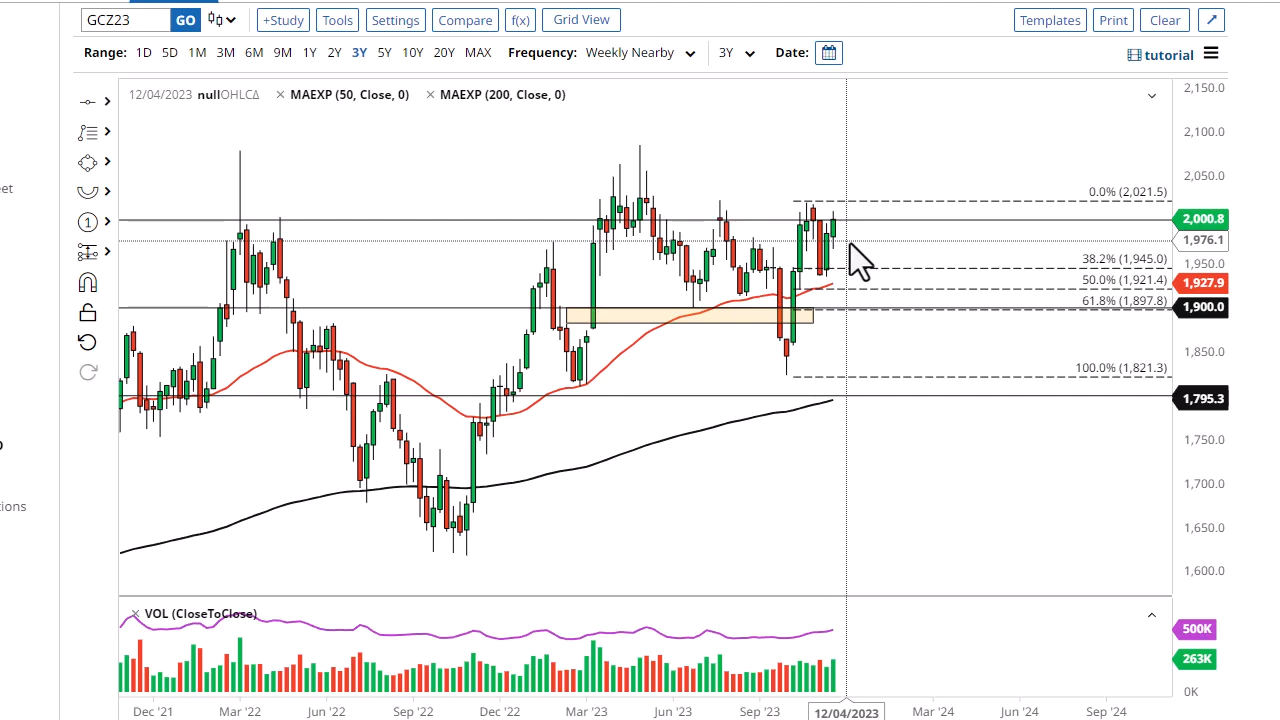 GCZ23 GO +Study Tools Settings Compare f(x) Grid View Templates Print Clear
Range: 1D 5D 1M 3M 6M 9M 1Y 2Y 3Y 5Y 10Y 20Y MAX Frequency: Weekly Nearby 3Y Date: tutorial
12/04/2023 nullOHLCΔ × MAEXP (50, Close, 0) × MAEXP (200, Close, 0)
2,150.0
2,100.0
2,050.0
0.0% (2,021.5)
2,000.8
1,976.1
38.2% (1,945.0)
1,950.0
50.0% (1,921.4)
1,927.9
61.8% (1,897.8)
1,900.0
1,850.0
100.0% (1,821.3)
1,795.3
1,750.0
1,700.0
1,650.0
1,600.0
eet
tions
1
× VOL (CloseToClose)
500K
263K
0K
Dec '21 Mar '22 Jun '22 Sep '22 Dec '22 Mar '23 Jun '23 Sep '23 12/04/2023 Mar '24 Jun '24 Sep '24